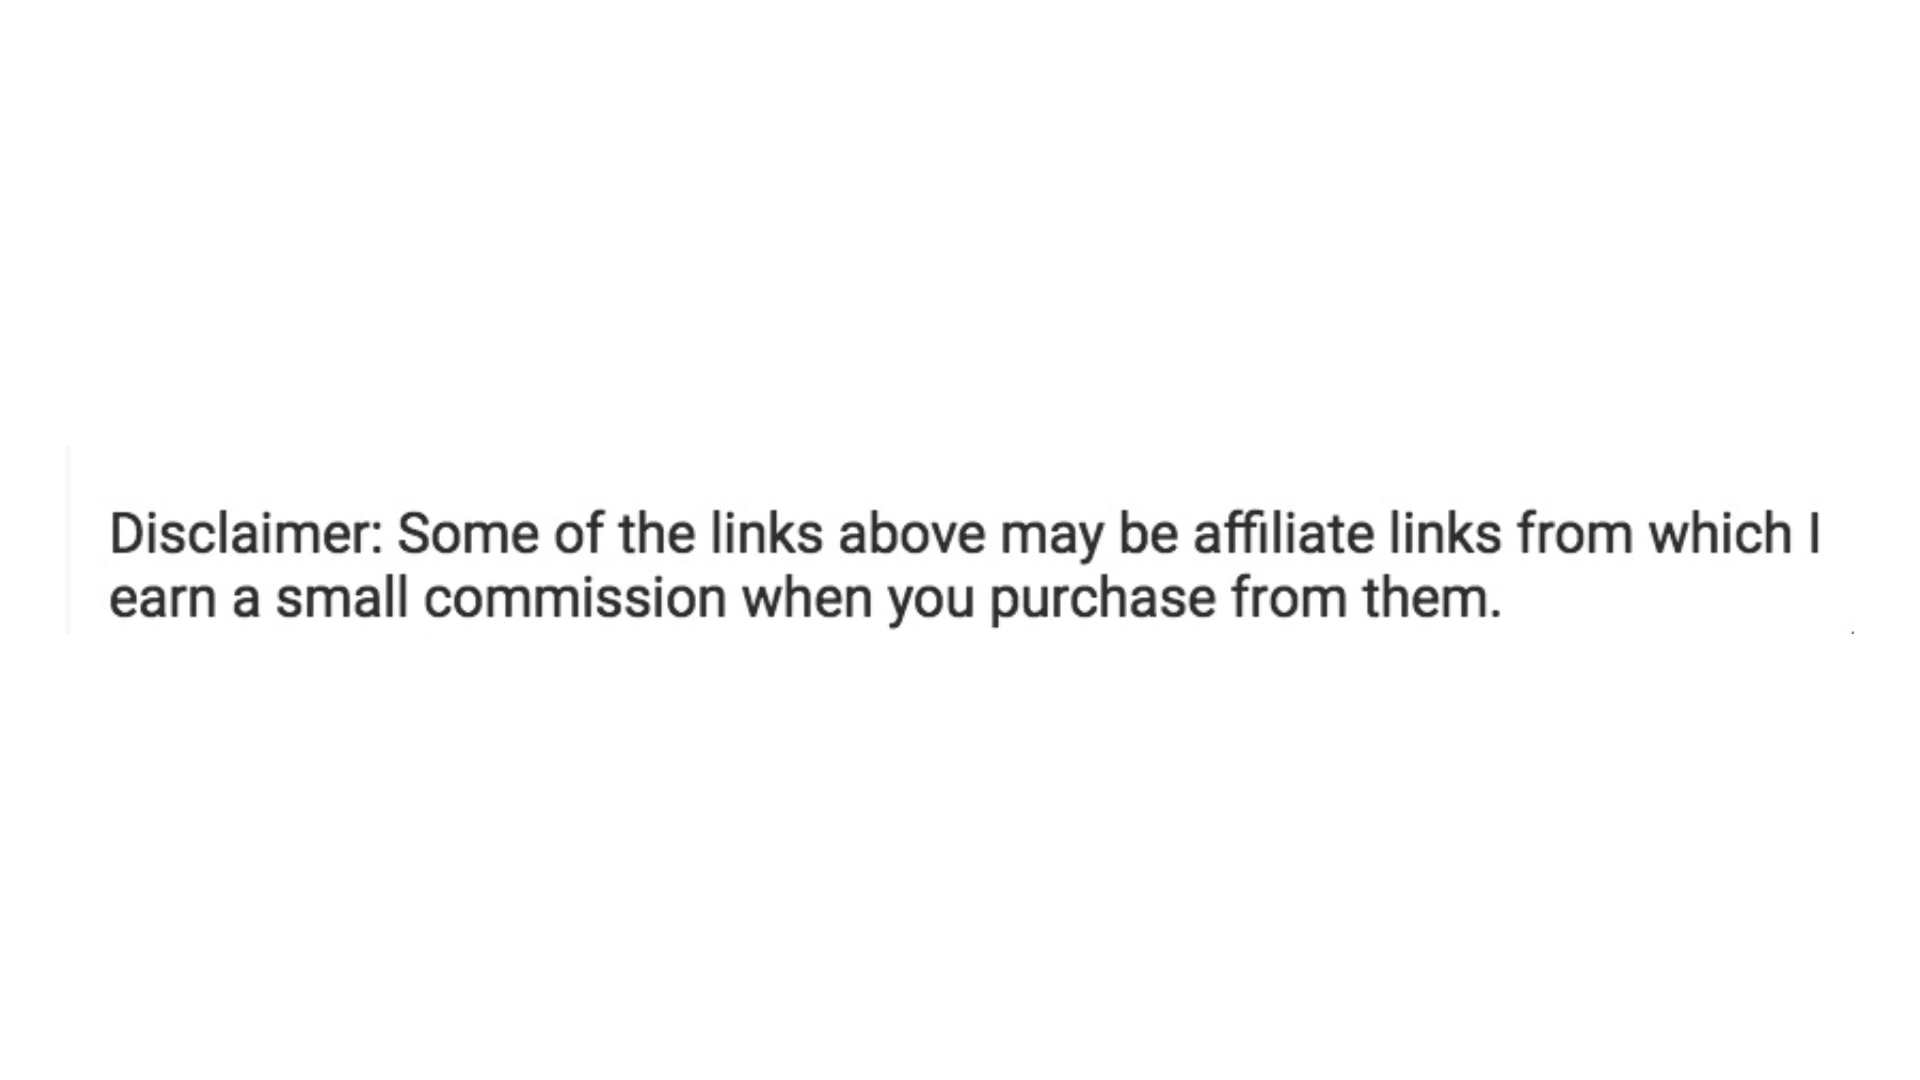 Disclaimer: Some of the links above may be affiliate links from which I
earn a small commission when you purchase from them.